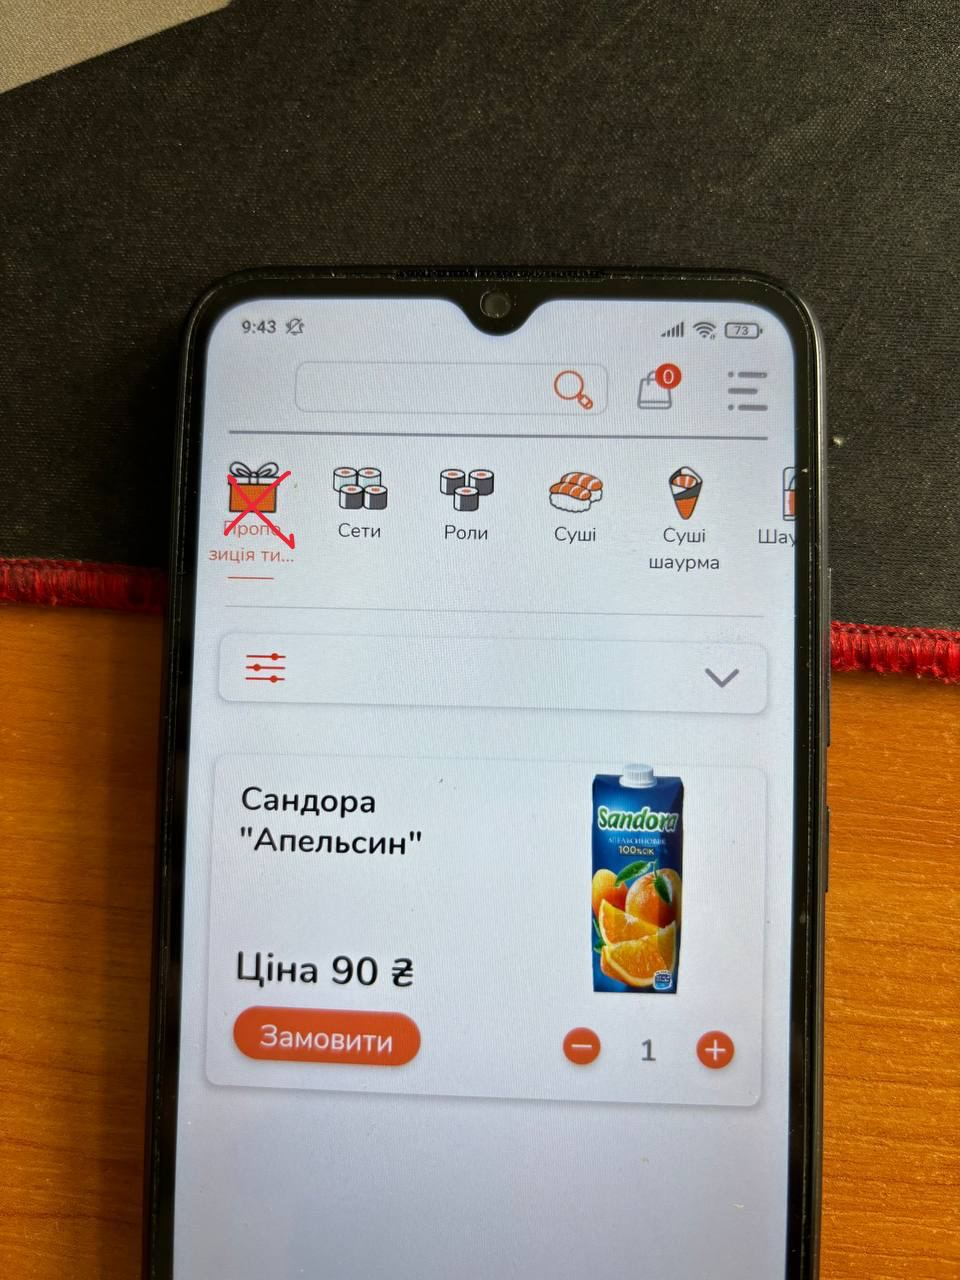 9:43
73
0
Пропо
зиція ти...
Сети
Роли
Суші
Суші
шаурма
Шау
Сандора
"Апельсин"
Sandora
АПЕЛЬСИНОВИЙ
100% СІК
Ціна 90 ₴
Замовити
1